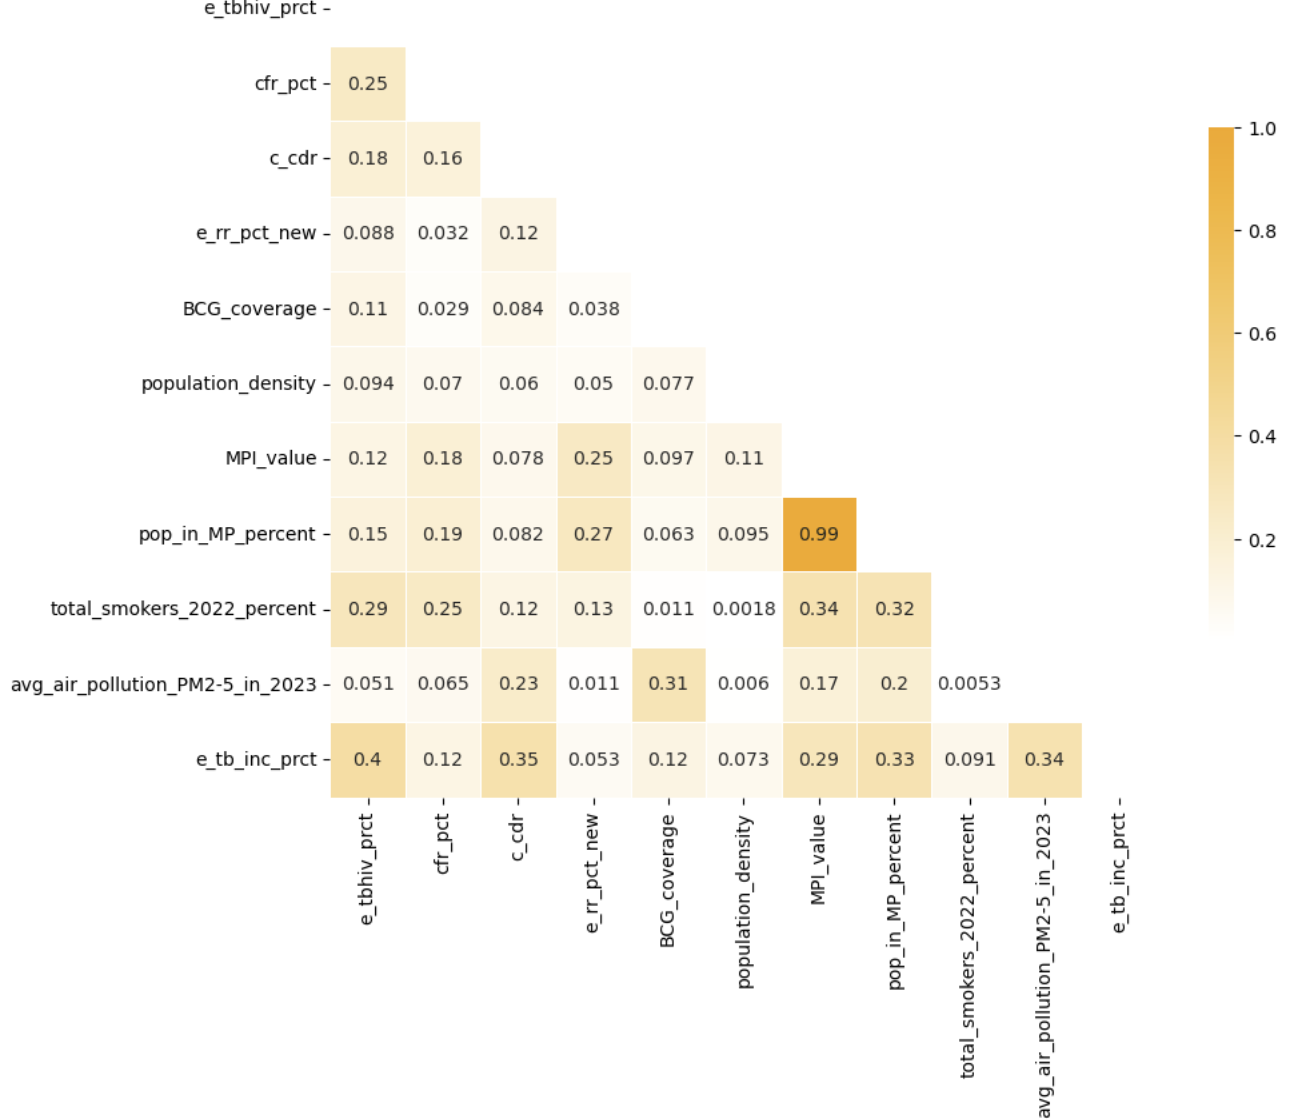 e_tbhiv_prct
cfr_pct 0.25
c_cdr 0.18 0.16
e_rr_pct_new 0.088 0.032 0.12
BCG_coverage 0.11 0.029 0.084 0.038
population_density 0.094 0.07 0.06 0.05 0.077
MPI_value 0.12 0.18 0.078 0.25 0.097 0.11
pop_in_MP_percent 0.15 0.19 0.082 0.27 0.063 0.095 0.99
total_smokers_2022_percent 0.29 0.25 0.12 0.13 0.011 0.0018 0.34 0.32
avg_air_pollution_PM2-5_in_2023 0.051 0.065 0.23 0.011 0.31 0.006 0.17 0.2 0.0053
e_tb_inc_prct 0.4 0.12 0.35 0.053 0.12 0.073 0.29 0.33 0.091 0.34
e_tbhiv_prct
cfr_pct
c_cdr
e_rr_pct_new
BCG_coverage
population_density
MPI_value
pop_in_MP_percent
total_smokers_2022_percent
avg_air_pollution_PM2-5_in_2023
e_tb_inc_prct
1.0
0.8
0.6
0.4
0.2